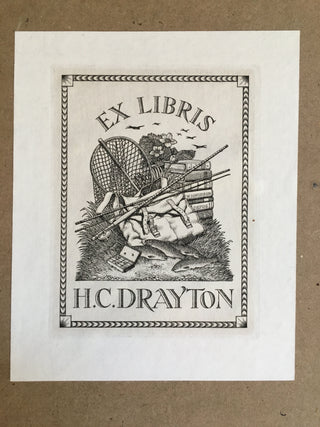 EX LIBRIS
H.C. DRAYTON